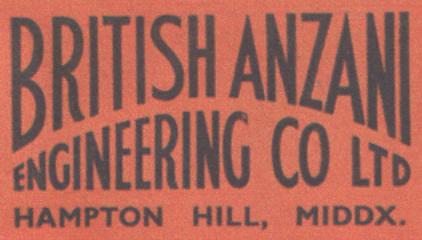 BRITISH ANZANI
ENGINEERING CO LTD
HAMPTON HILL, MIDDX.